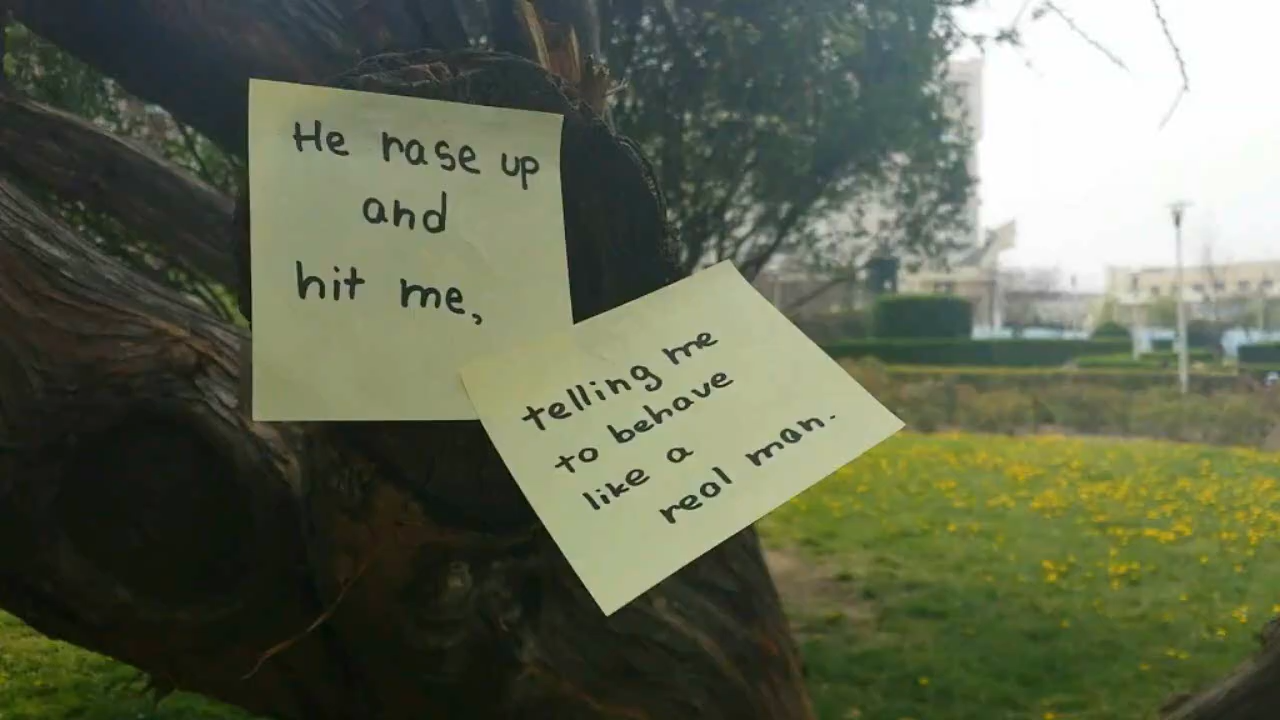 He rase up
and
hit me,
telling me
to behave
like a
real man.